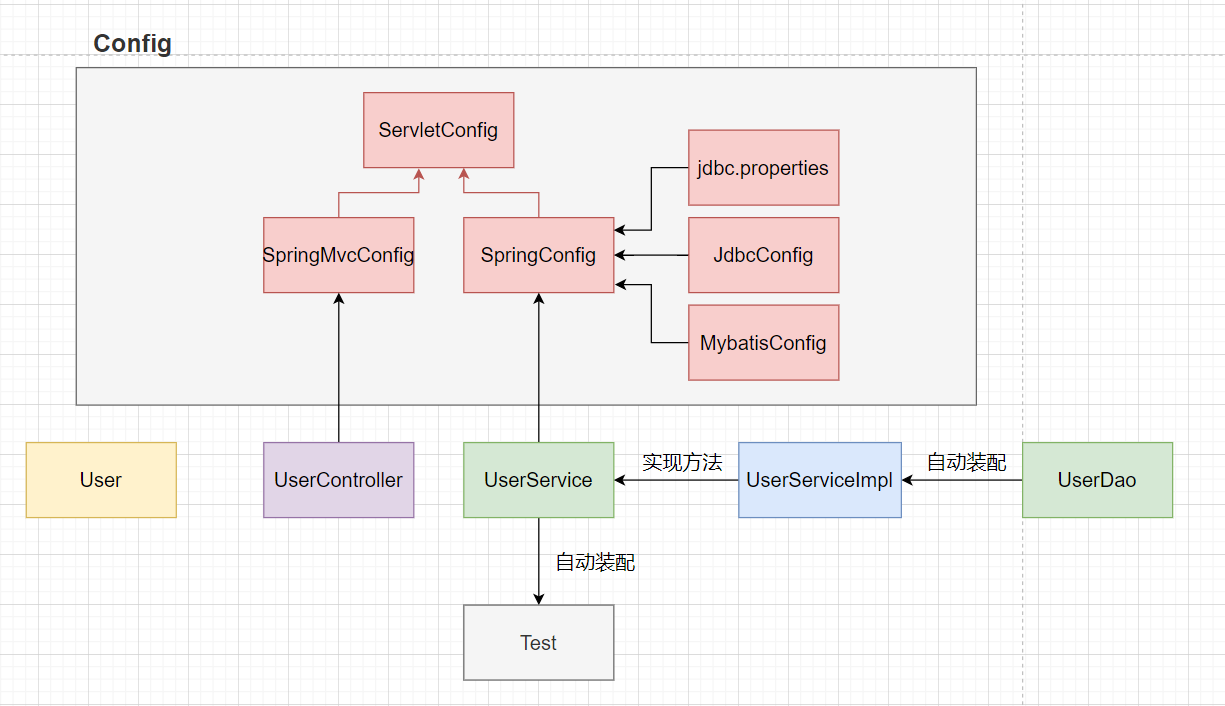 Config
ServletConfig
jdbc.properties
SpringMvcConfig
SpringConfig
JdbcConfig
MybatisConfig
User
UserController
UserService
实现方法
UserServiceImpl
自动装配
UserDao
自动装配
Test